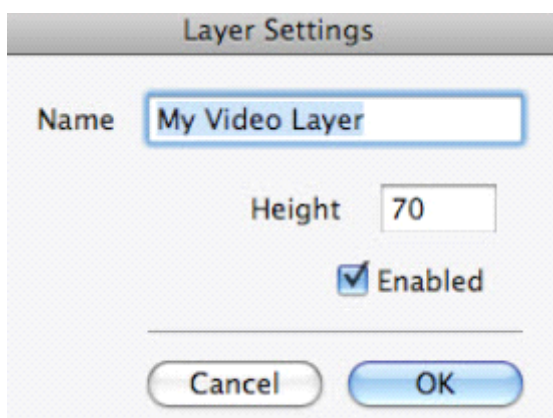 Layer Settings
Name My Video Layer
Height 70
Enabled
Cancel OK